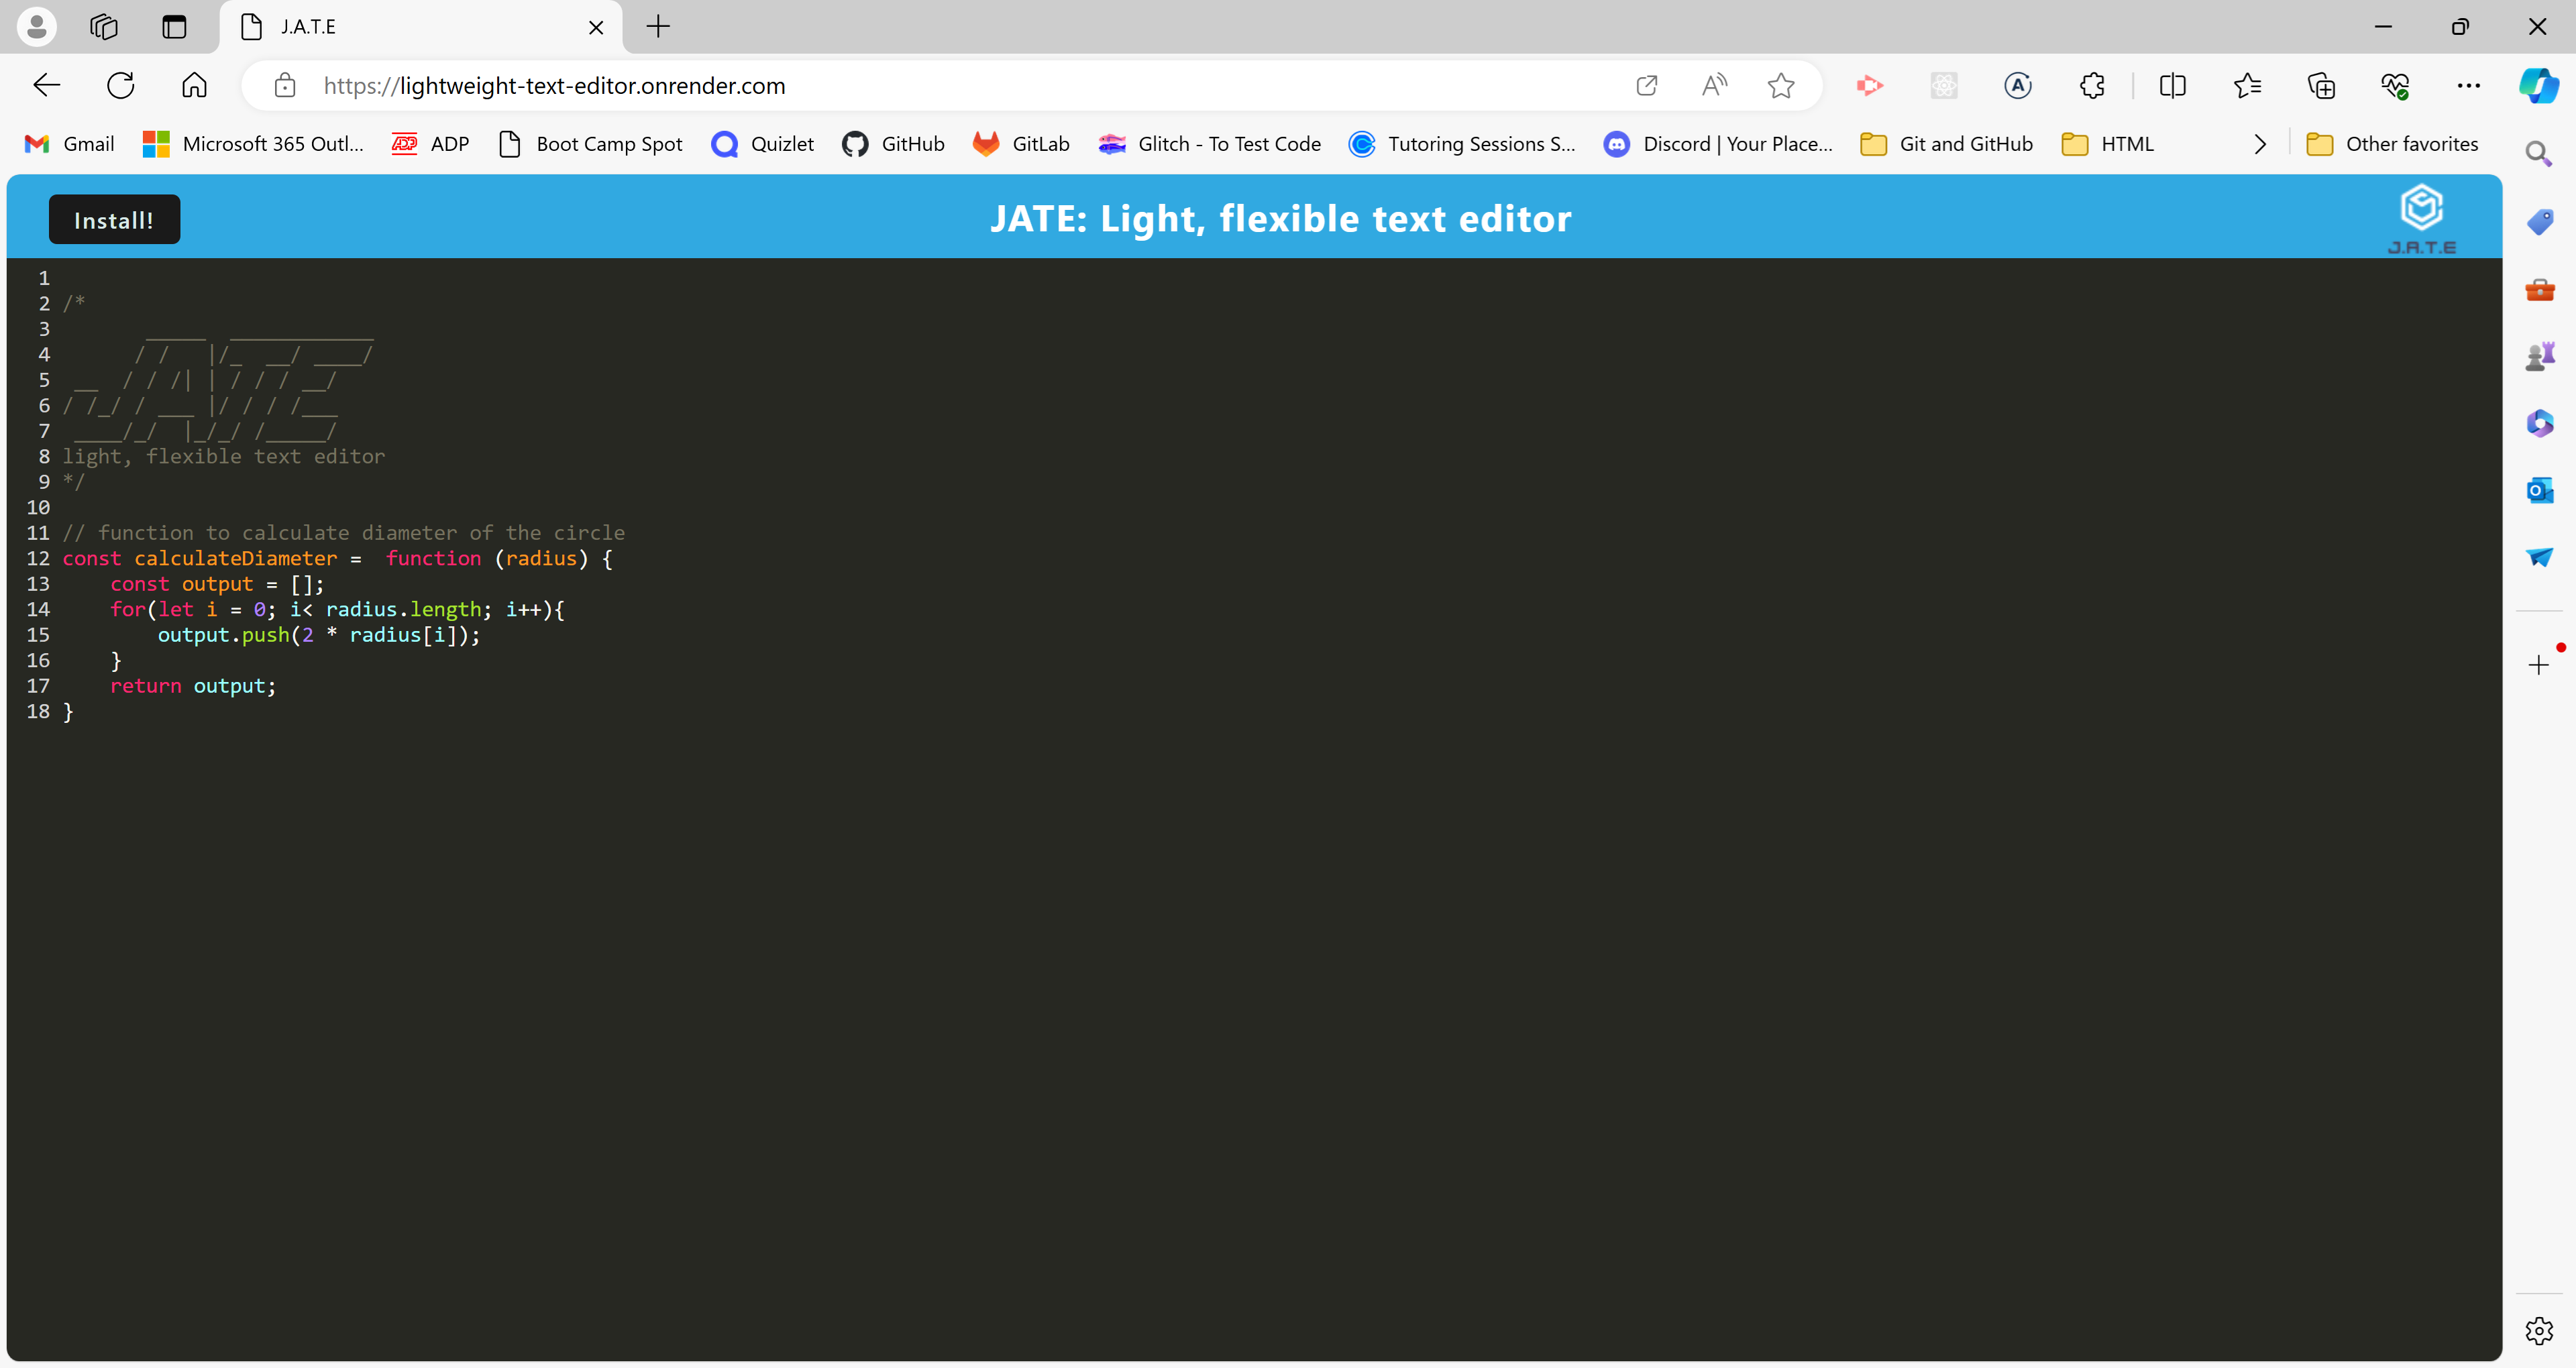 J.A.T.E
https://lightweight-text-editor.onrender.com
Gmail Microsoft 365 Outl... ADP Boot Camp Spot Quizlet GitHub GitLab Glitch - To Test Code Tutoring Sessions S... Discord | Your Place... Git and GitHub HTML Other favorites
Install! JATE: Light, flexible text editor J.A.T.E
1
2 /*
3       _____  ____________
4      / /   |/_  __/ ____/
5 __  / / /| | / / / __/
6 / /_/ / ___ |/ / / /___
7 ____/_/  |_/_/ /_____/
8 light, flexible text editor
9 */
10
11 // function to calculate diameter of the circle
12 const calculateDiameter =  function (radius) {
13     const output = [];
14     for(let i = 0; i< radius.length; i++){
15         output.push(2 * radius[i]);
16     }
17     return output;
18 }